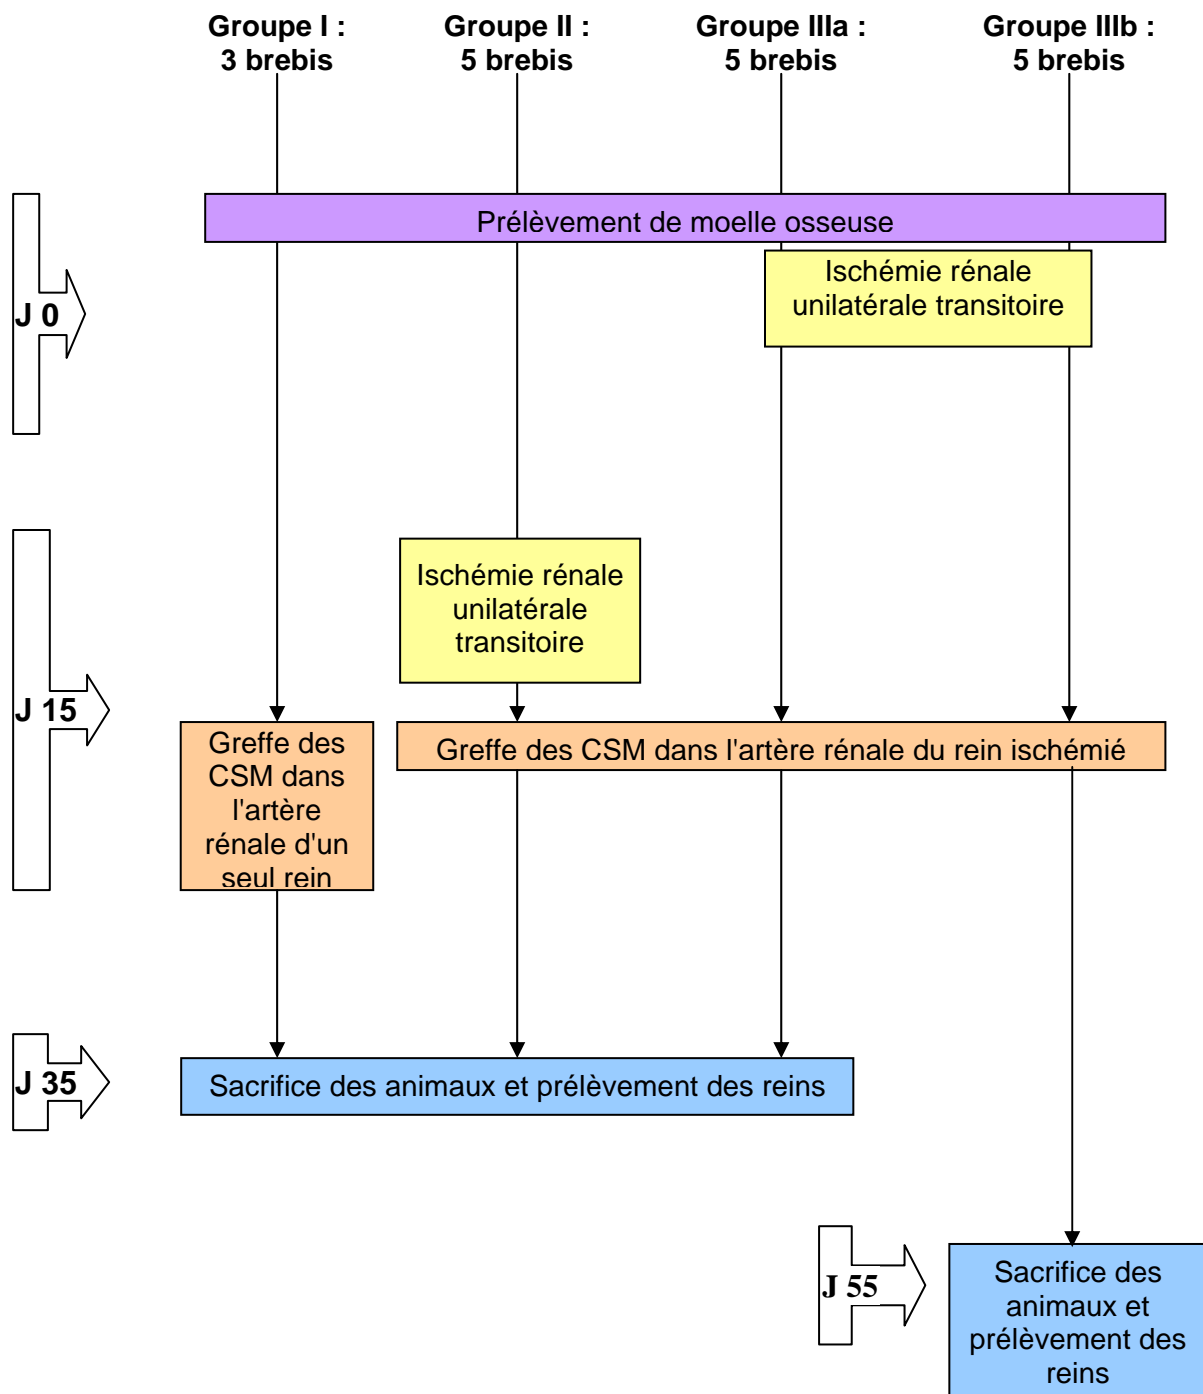 Groupe I :
3 brebis
Groupe II :
5 brebis
Groupe IIIa :
5 brebis
Groupe IIIb :
5 brebis
Prélèvement de moelle osseuse
Ischémie rénale
unilatérale transitoire
J 0
Ischémie rénale
unilatérale
transitoire
J 15
Greffe des
CSM dans
l'artère
rénale d'un
seul rein
Greffe des CSM dans l'artère rénale du rein ischémié
J 35
Sacrifice des animaux et prélèvement des reins
J 55
Sacrifice des
animaux et
prélèvement des
reins